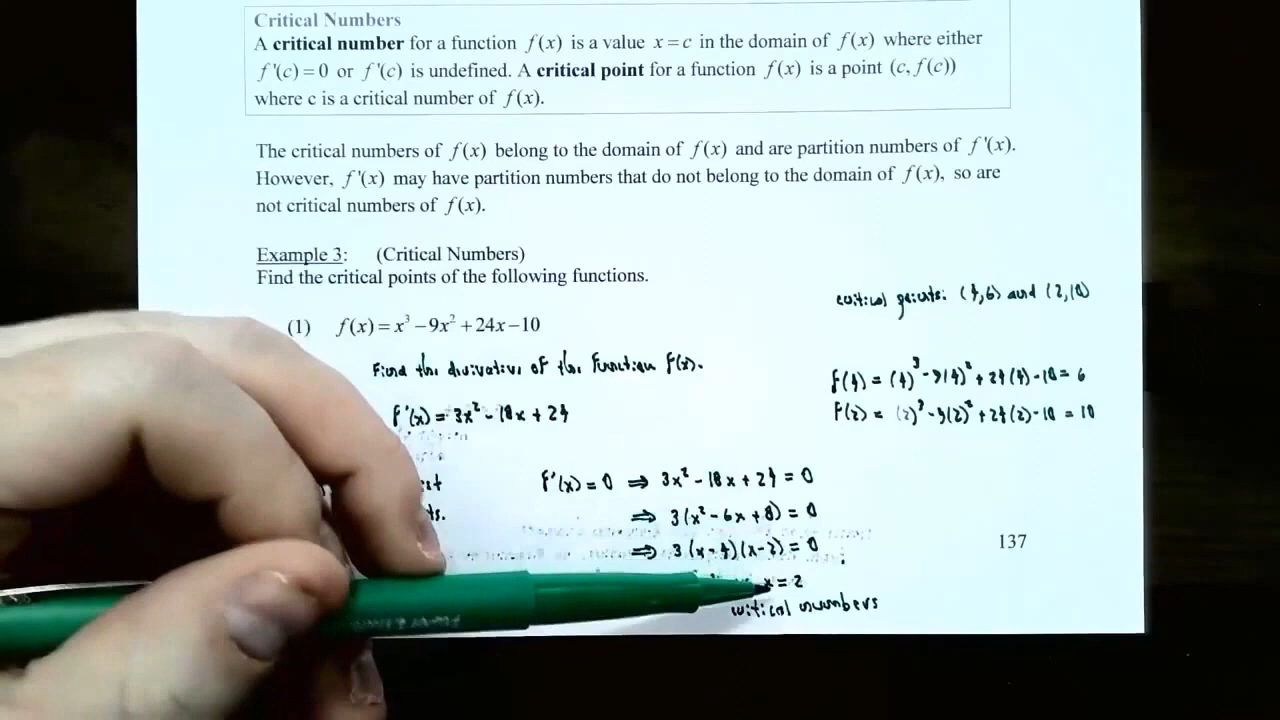 Critical Numbers
A critical number for a function f(x) is a value x = c in the domain of f(x) where either
f'(c) = 0 or f'(c) is undefined. A critical point for a function f(x) is a point (c, f(c))
where c is a critical number of f(x).
The critical numbers of f(x) belong to the domain of f(x) and are partition numbers of f'(x).
However, f'(x) may have partition numbers that do not belong to the domain of f(x), so are
not critical numbers of f(x).
Example 3: (Critical Numbers)
Find the critical points of the following functions.
critical points: (4,6) and (2,10)
(1) f(x) = x³ − 9x² + 24x − 10
Find the derivative of the function f(x).
f(4) = (4)³ - 9(4)² + 24(4) - 10 = 6
f'(x) = 3x² - 18x + 24
f(2) = (2)³ - 9(2)² + 24(2) - 10 = 10
f'(x) = 0 ⇒ 3x² - 18x + 24 = 0
⇒ 3(x² - 6x + 8) = 0
⇒ 3(x-4)(x-2) = 0
137
x = 2
critical numbers